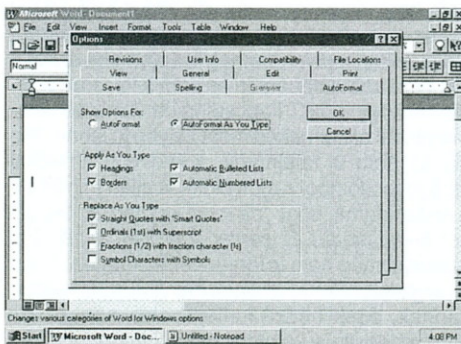 Microsoft Word - Document1
File Edit View Insert Format Tools Table Window Help
Options
Normal
Revisions User Info Compatibility File Locations
View General Edit Print
Save Spelling Grammar AutoFormat
Show Options For:
AutoFormat AutoFormat As You Type
OK
Cancel
Apply As You Type
Headings Automatic Bulleted Lists
Borders Automatic Numbered Lists
Replace As You Type
Straight Quotes with "Smart Quotes"
Ordinals (1st) with Superscript
Fractions (1/2) with fraction character (½)
Symbol Characters with Symbols
Changes various categories of Word for Windows options
Start Microsoft Word - Doc... Untitled - Notepad 4:08 PM